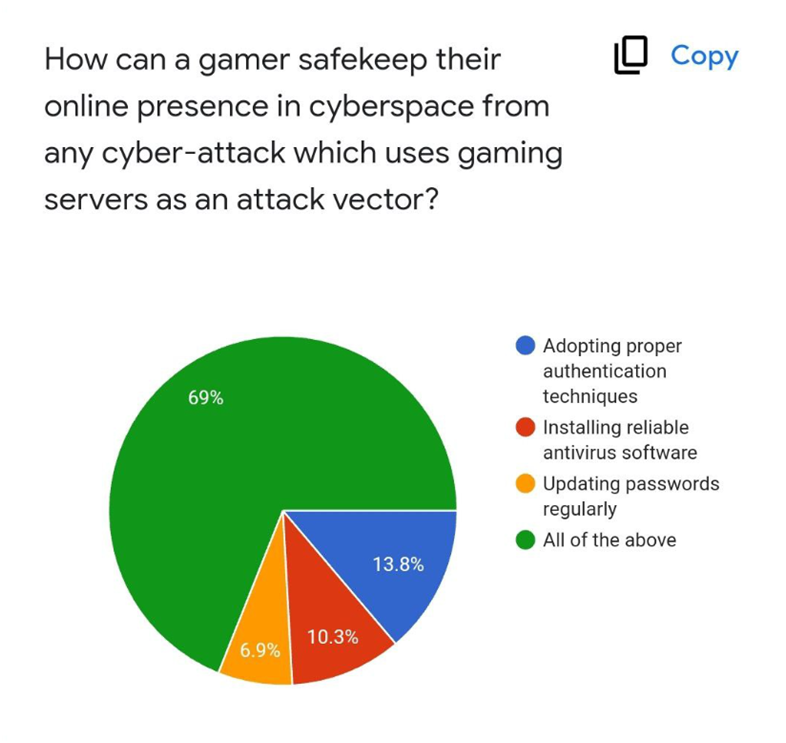 How can a gamer safekeep their
Copy
online presence in cyberspace from
any cyber-attack which uses gaming
servers as an attack vector?
69%
13.8%
10.3%
6.9%
Adopting proper
authentication
techniques
Installing reliable
antivirus software
Updating passwords
regularly
All of the above